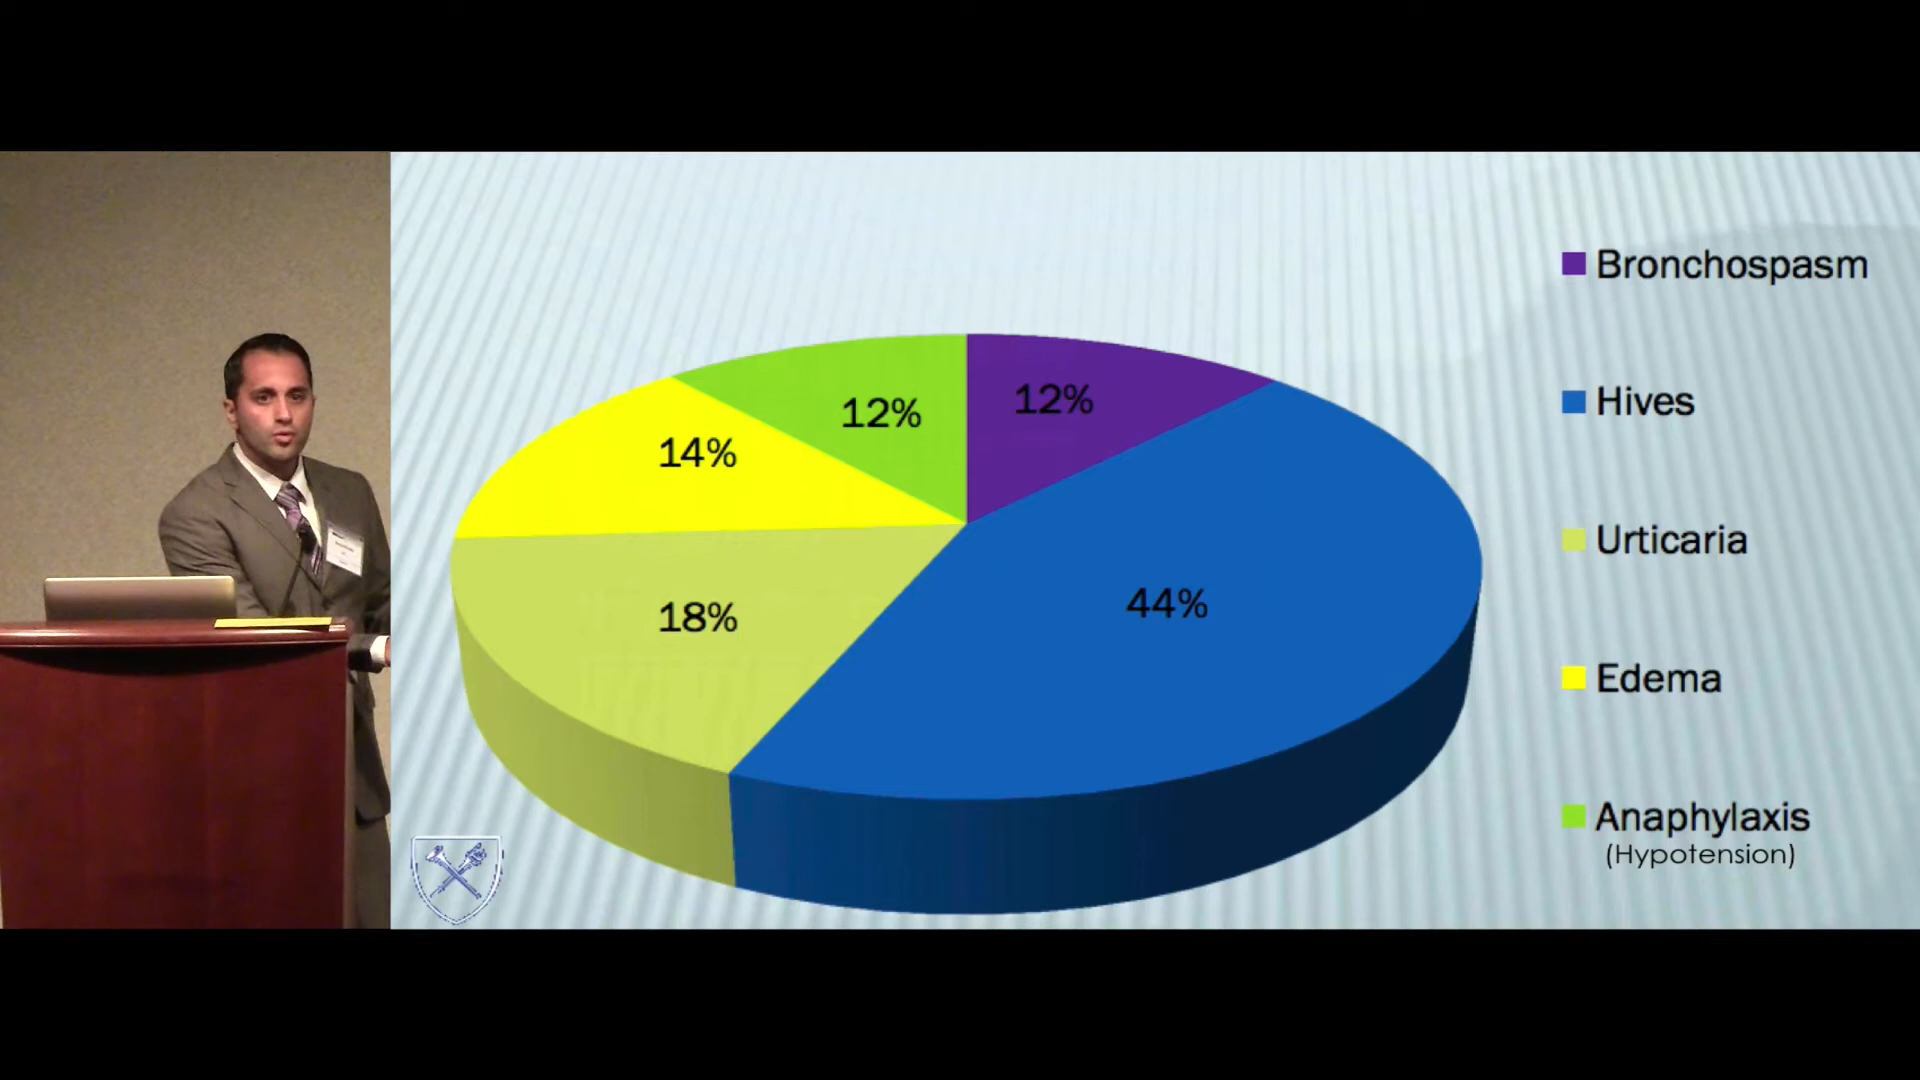 Bronchospasm
Hives
Urticaria
Edema
Anaphylaxis
(Hypotension)
12%
12%
14%
18%
44%